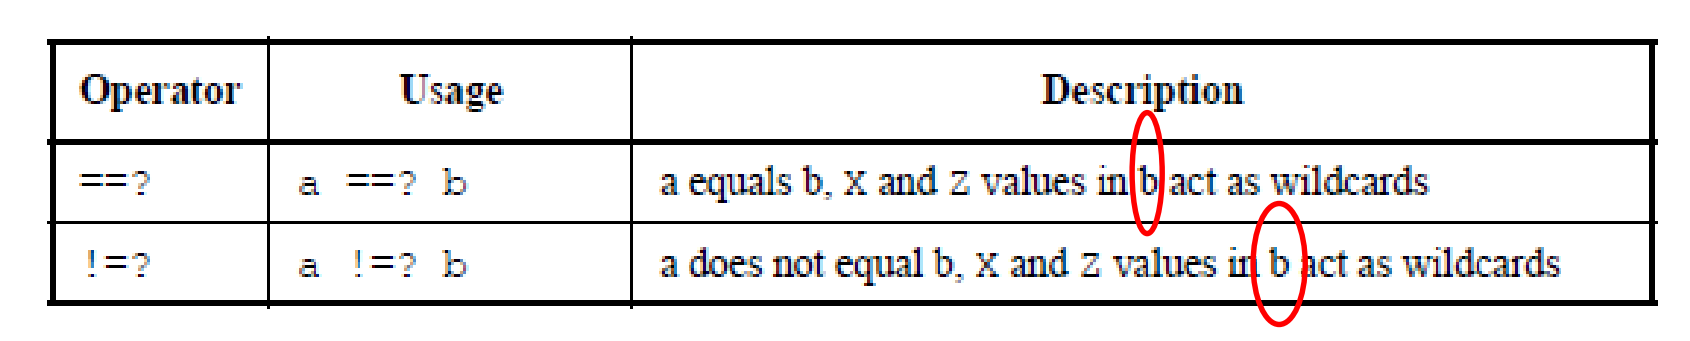 Operator Usage Description
==? a ==? b a equals b, X and Z values in b act as wildcards
!=? a !=? b a does not equal b, X and Z values in b act as wildcards